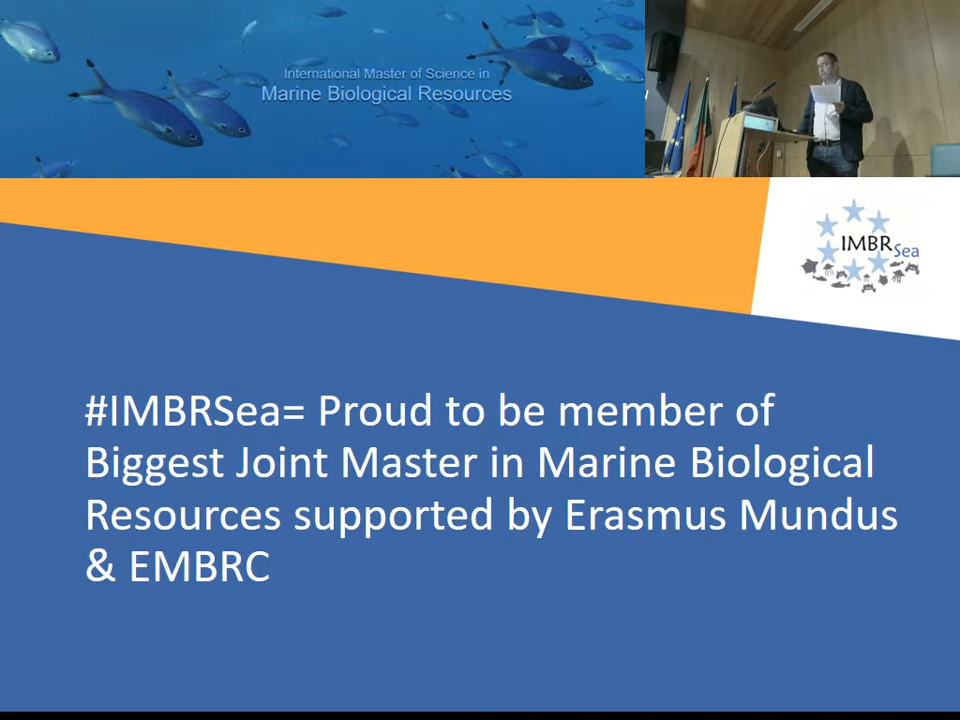 International Master of Science in
Marine Biological Resources
IMBRSea
#IMBRSea= Proud to be member of
Biggest Joint Master in Marine Biological
Resources supported by Erasmus Mundus
& EMBRC